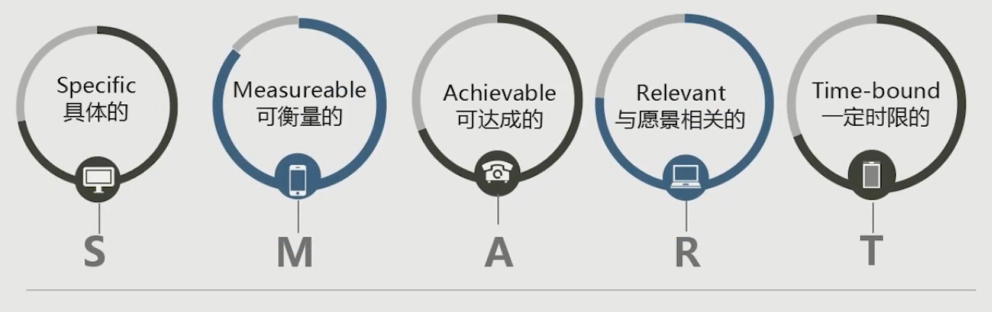 Specific
具体的
Measureable
可衡量的
Achievable
可达成的
Relevant
与愿景相关的
Time-bound
一定时限的
S
M
A
R
T